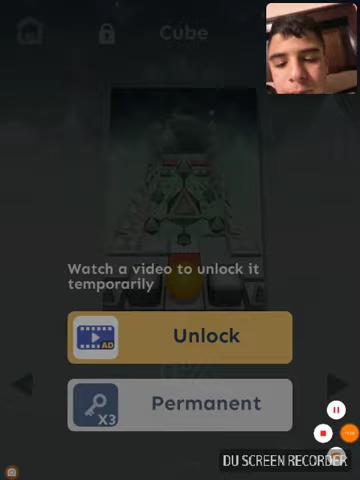 Cube
Watch a video to unlock it
temporarily
AD
Unlock
X3
Permanent
DU SCREEN RECORDER